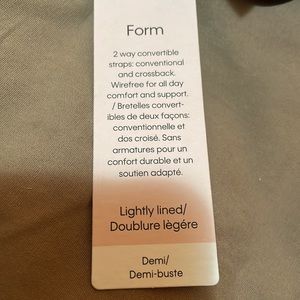 Form
2 way convertible
straps: conventional
and crossback.
Wirefree for all day
comfort and support.
/ Bretelles convert-
ibles de deux façons:
conventionnelle et
dos croisé. Sans
armatures pour un
confort durable et un
soutien adapté.
Lightly lined/
Doublure lègére
Demi/
Demi-buste